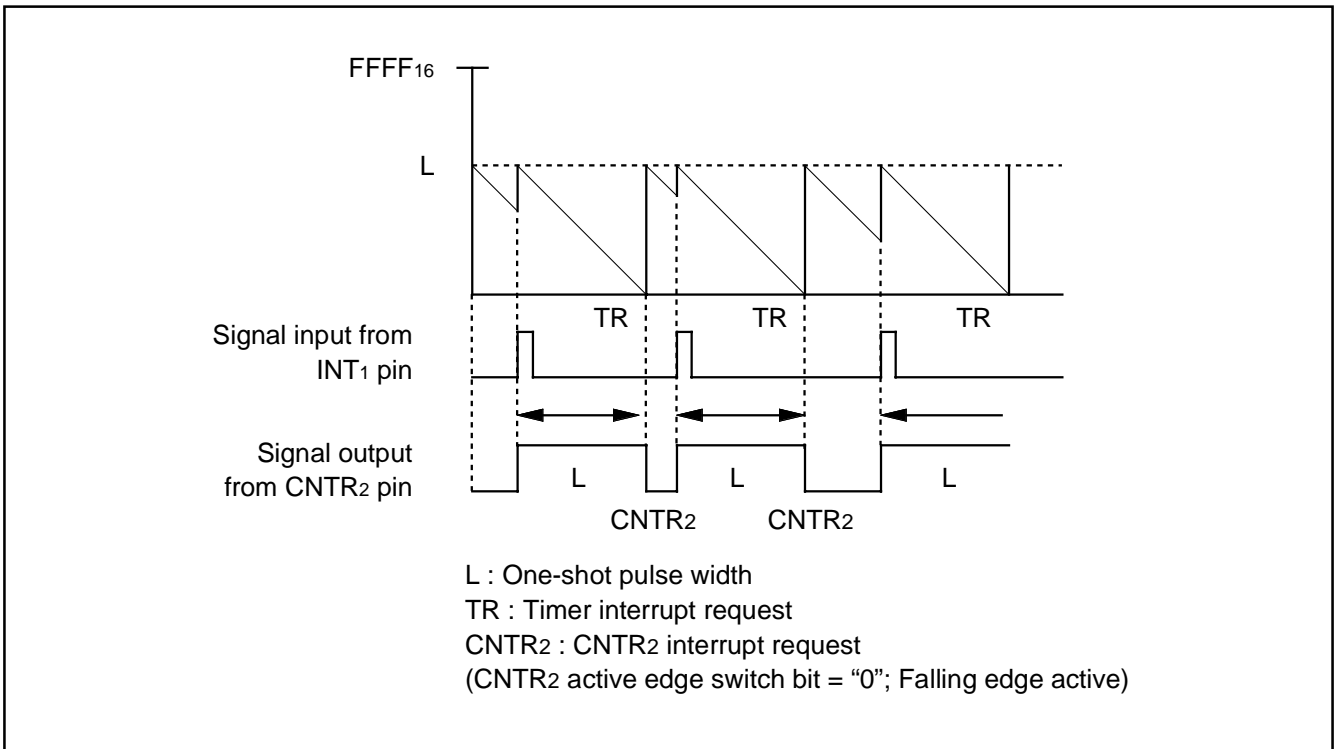 FFFF16
L
TR TR TR
Signal input from
INT1 pin
Signal output
from CNTR2 pin
L L L
CNTR2 CNTR2
L : One-shot pulse width
TR : Timer interrupt request
CNTR2 : CNTR2 interrupt request
(CNTR2 active edge switch bit = “0”; Falling edge active)